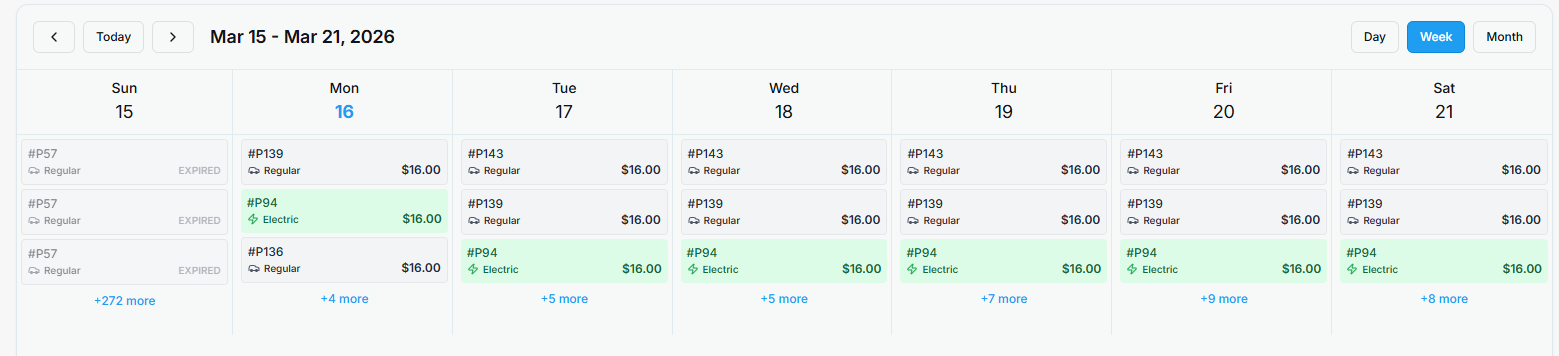 Today
Mar 15 - Mar 21, 2026
Day
Week
Month
Sun
15
Mon
16
Tue
17
Wed
18
Thu
19
Fri
20
Sat
21
#P57
Regular
EXPIRED
#P57
Regular
EXPIRED
#P57
Regular
EXPIRED
+272 more
#P139
Regular
$16.00
#P94
Electric
$16.00
#P136
Regular
$16.00
+4 more
#P143
Regular
$16.00
#P139
Regular
$16.00
#P94
Electric
$16.00
+5 more
#P143
Regular
$16.00
#P139
Regular
$16.00
#P94
Electric
$16.00
+5 more
#P143
Regular
$16.00
#P139
Regular
$16.00
#P94
Electric
$16.00
+7 more
#P143
Regular
$16.00
#P139
Regular
$16.00
#P94
Electric
$16.00
+9 more
#P143
Regular
$16.00
#P139
Regular
$16.00
#P94
Electric
$16.00
+8 more